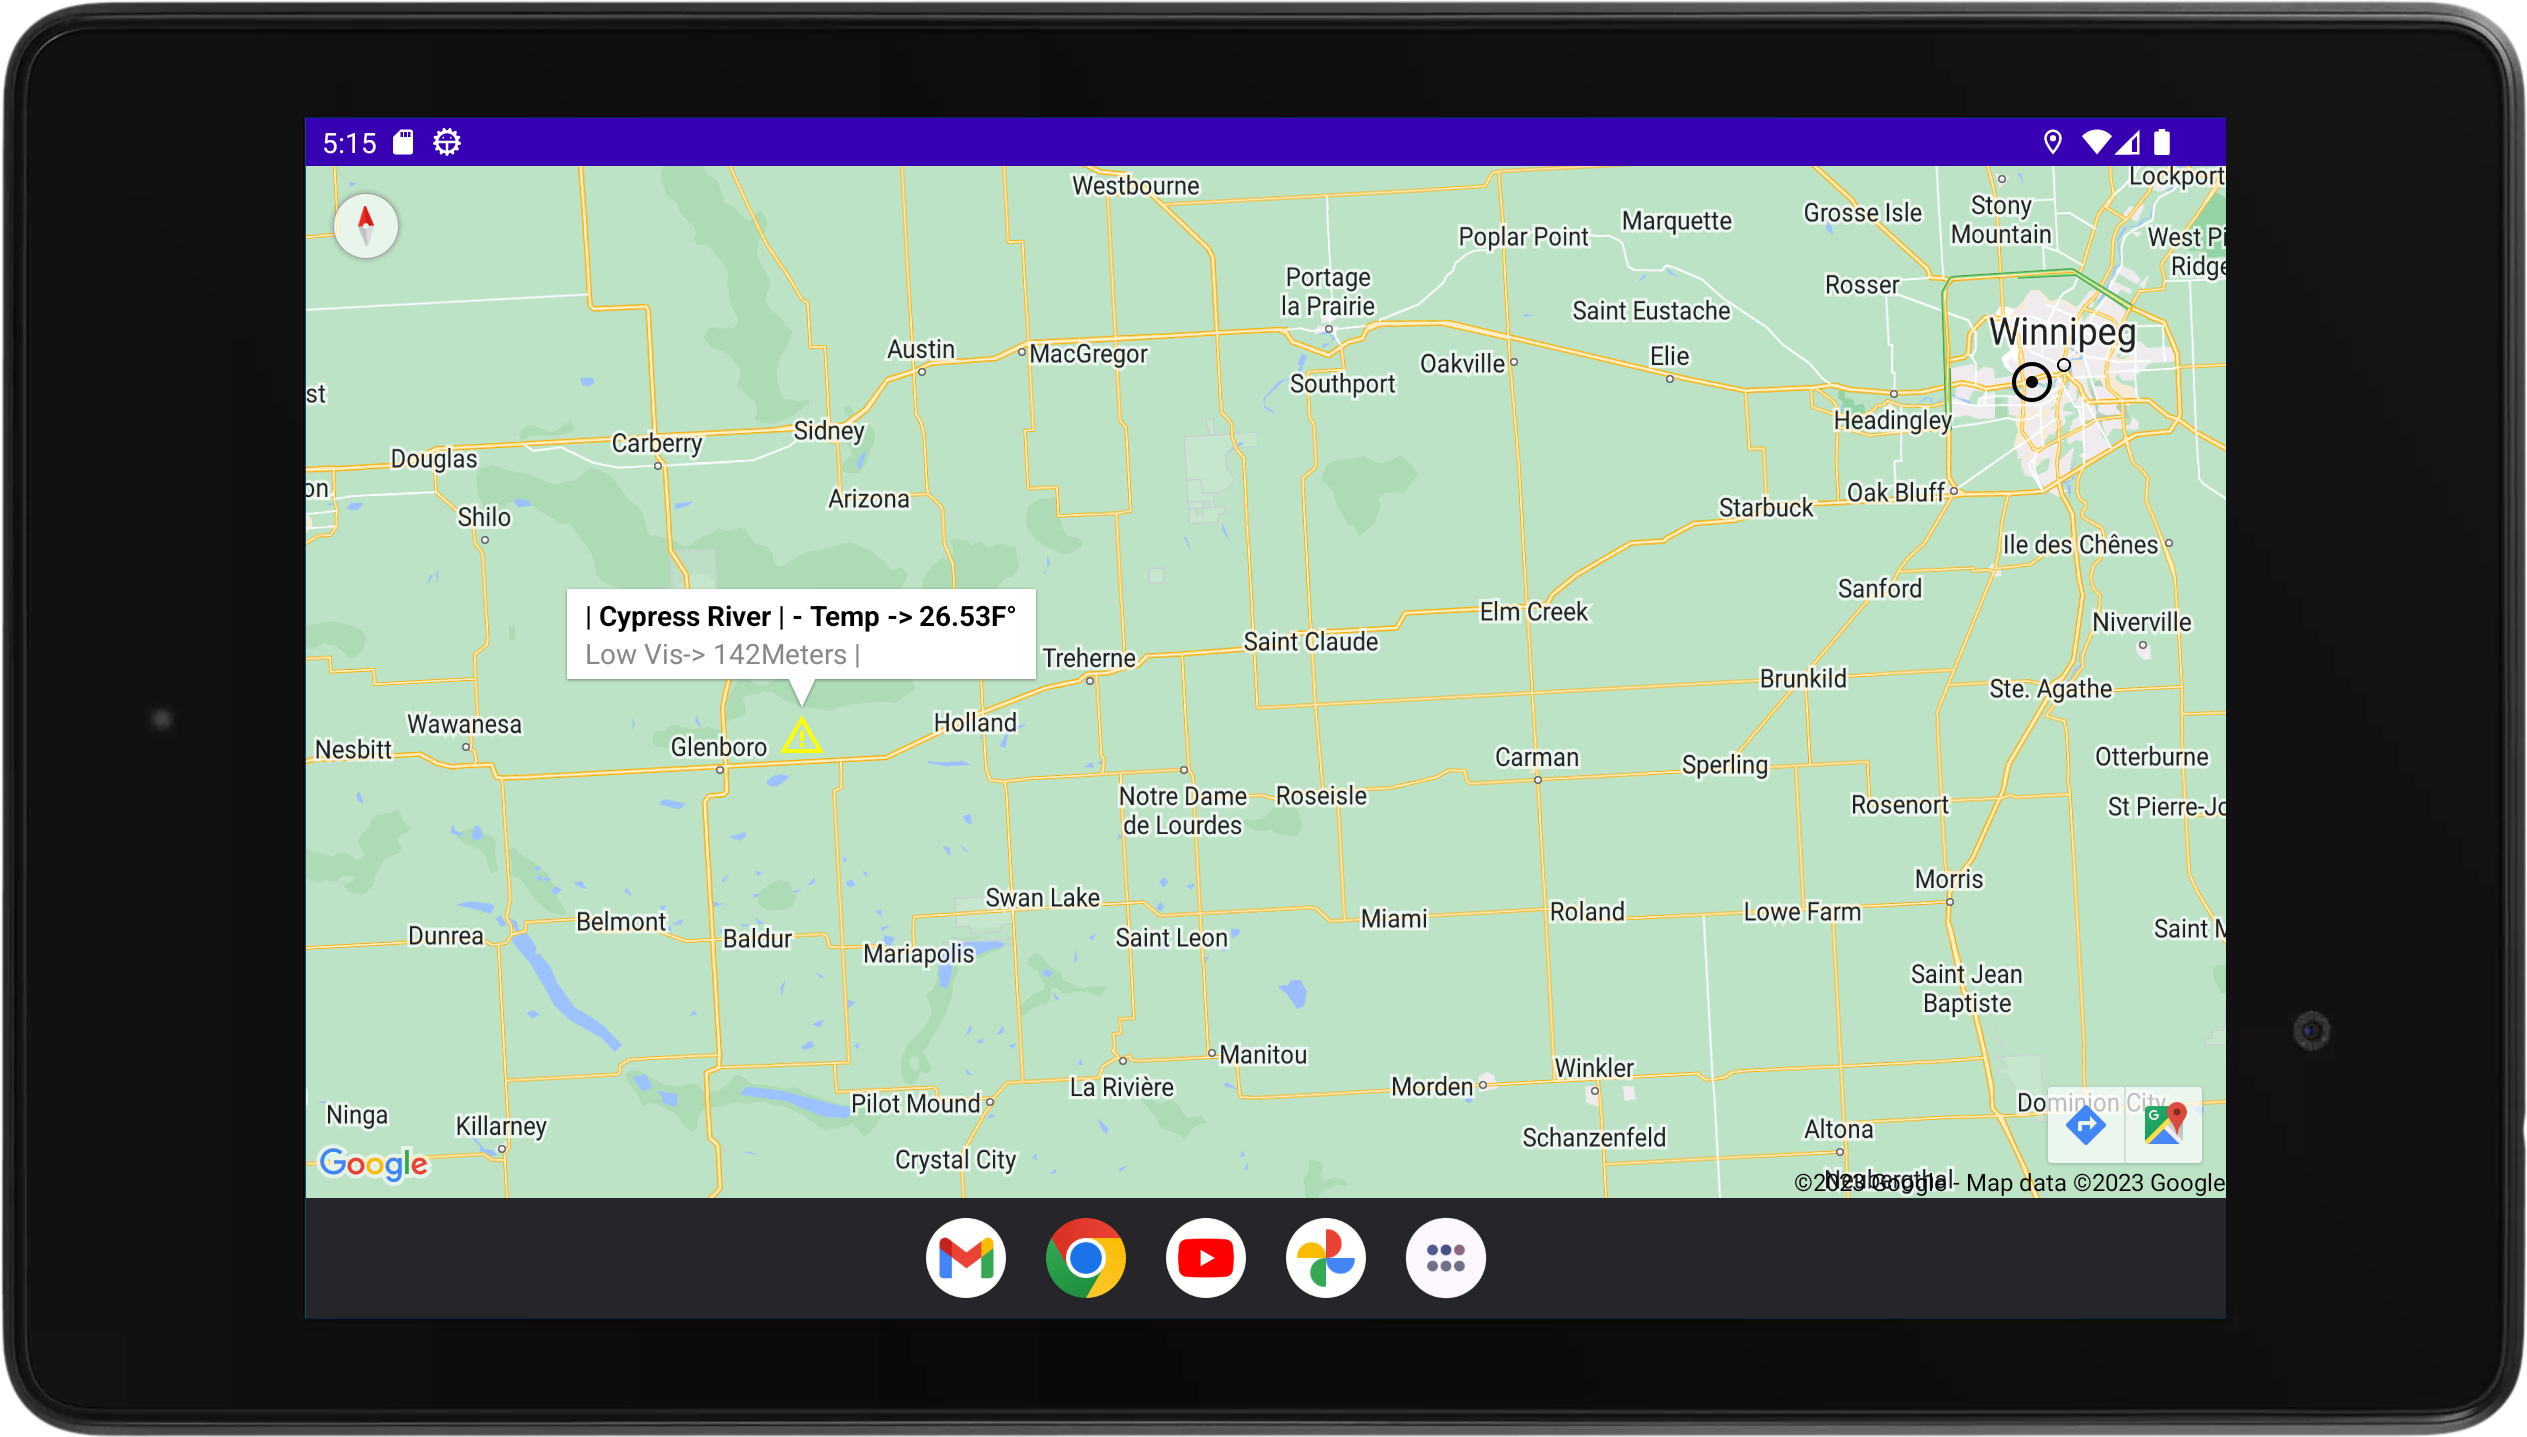 5:15
Westbourne
Lockport
Grosse Isle
Stony
Mountain
Marquette
Poplar Point
West Pi
Ridge
Portage
la Prairie
Rosser
Saint Eustache
Winnipeg
Austin
MacGregor
Elie
Oakville
Southport
st
Headingley
Sidney
Carberry
Douglas
on
Arizona
Oak Bluff
Starbuck
Shilo
Ile des Chênes
Sanford
| Cypress River | - Temp -> 26.53F°
Low Vis-> 142Meters |
Elm Creek
Niverville
Saint Claude
Treherne
Brunkild
Ste. Agathe
Wawanesa
Holland
Glenboro
Nesbitt
Carman
Sperling
Otterburne
Notre Dame
de Lourdes
Roseisle
Rosenort
St Pierre-Jo
Morris
Swan Lake
Miami
Roland
Lowe Farm
Belmont
Dunrea
Baldur
Saint Leon
Saint M
Mariapolis
Saint Jean
Baptiste
Manitou
Winkler
La Rivière
Morden
Pilot Mound
Dominion City
Ninga
Killarney
Altona
Schanzenfeld
Crystal City
Google
Neubergthal
©2023 Google - Map data ©2023 Google